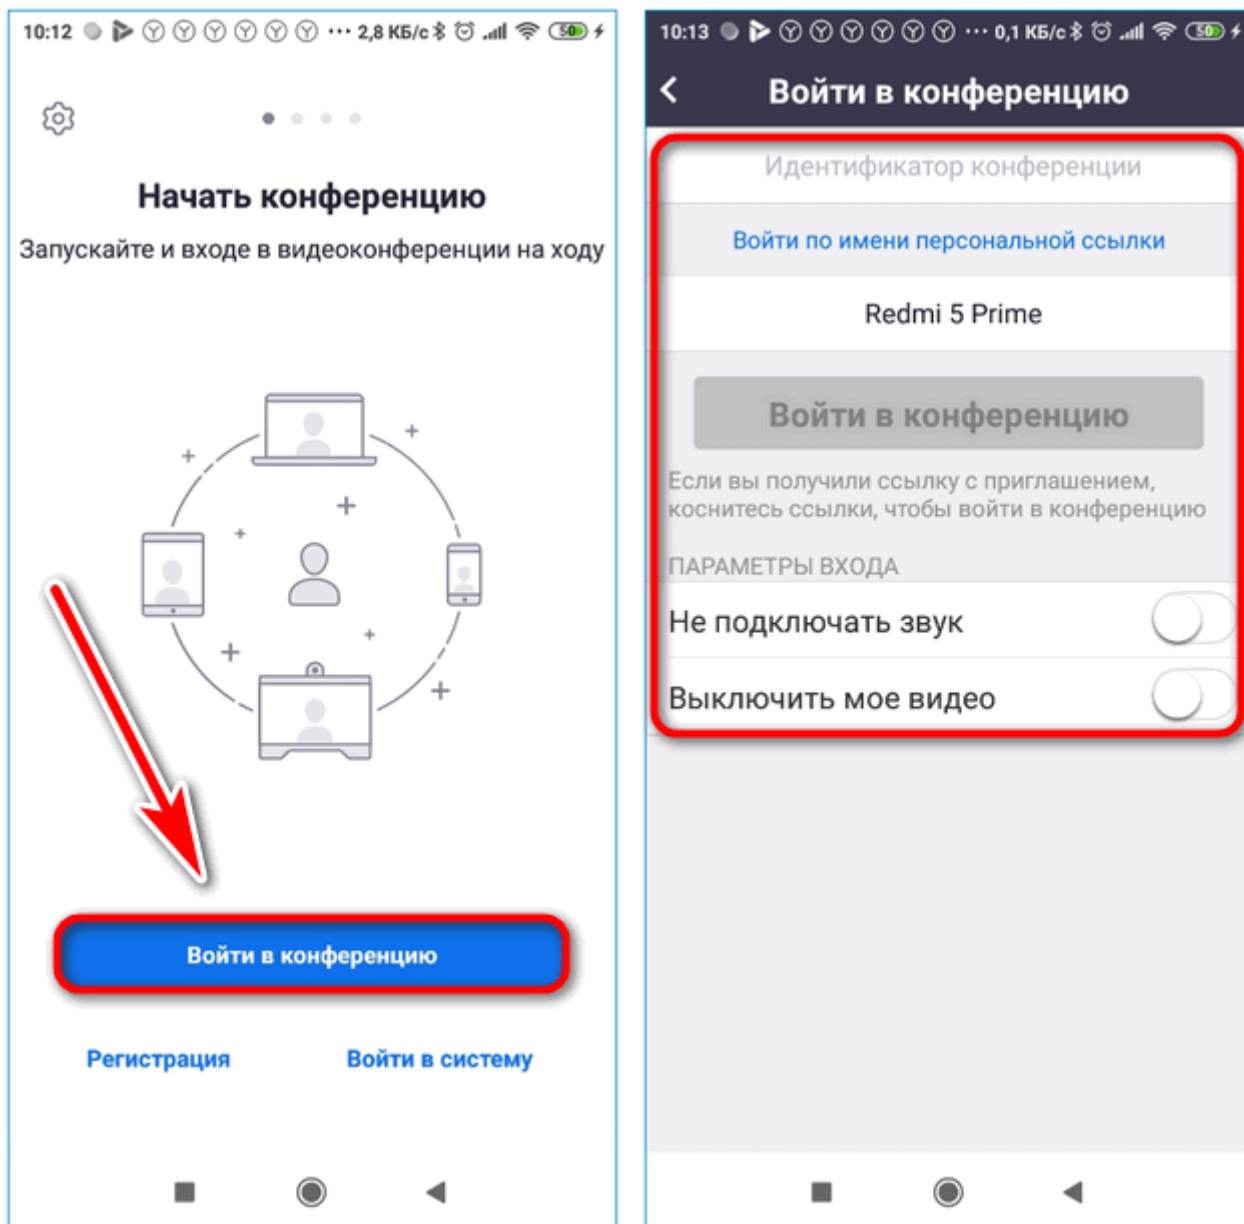 10:12 2,8 КБ/с 50
Начать конференцию
Запускайте и входе в видеоконференции на ходу
Войти в конференцию
Регистрация Войти в систему
10:13 0,1 КБ/с 50
Войти в конференцию
Идентификатор конференции
Войти по имени персональной ссылки
Redmi 5 Prime
Войти в конференцию
Если вы получили ссылку с приглашением,
коснитесь ссылки, чтобы войти в конференцию
ПАРАМЕТРЫ ВХОДА
Не подключать звук
Выключить мое видео